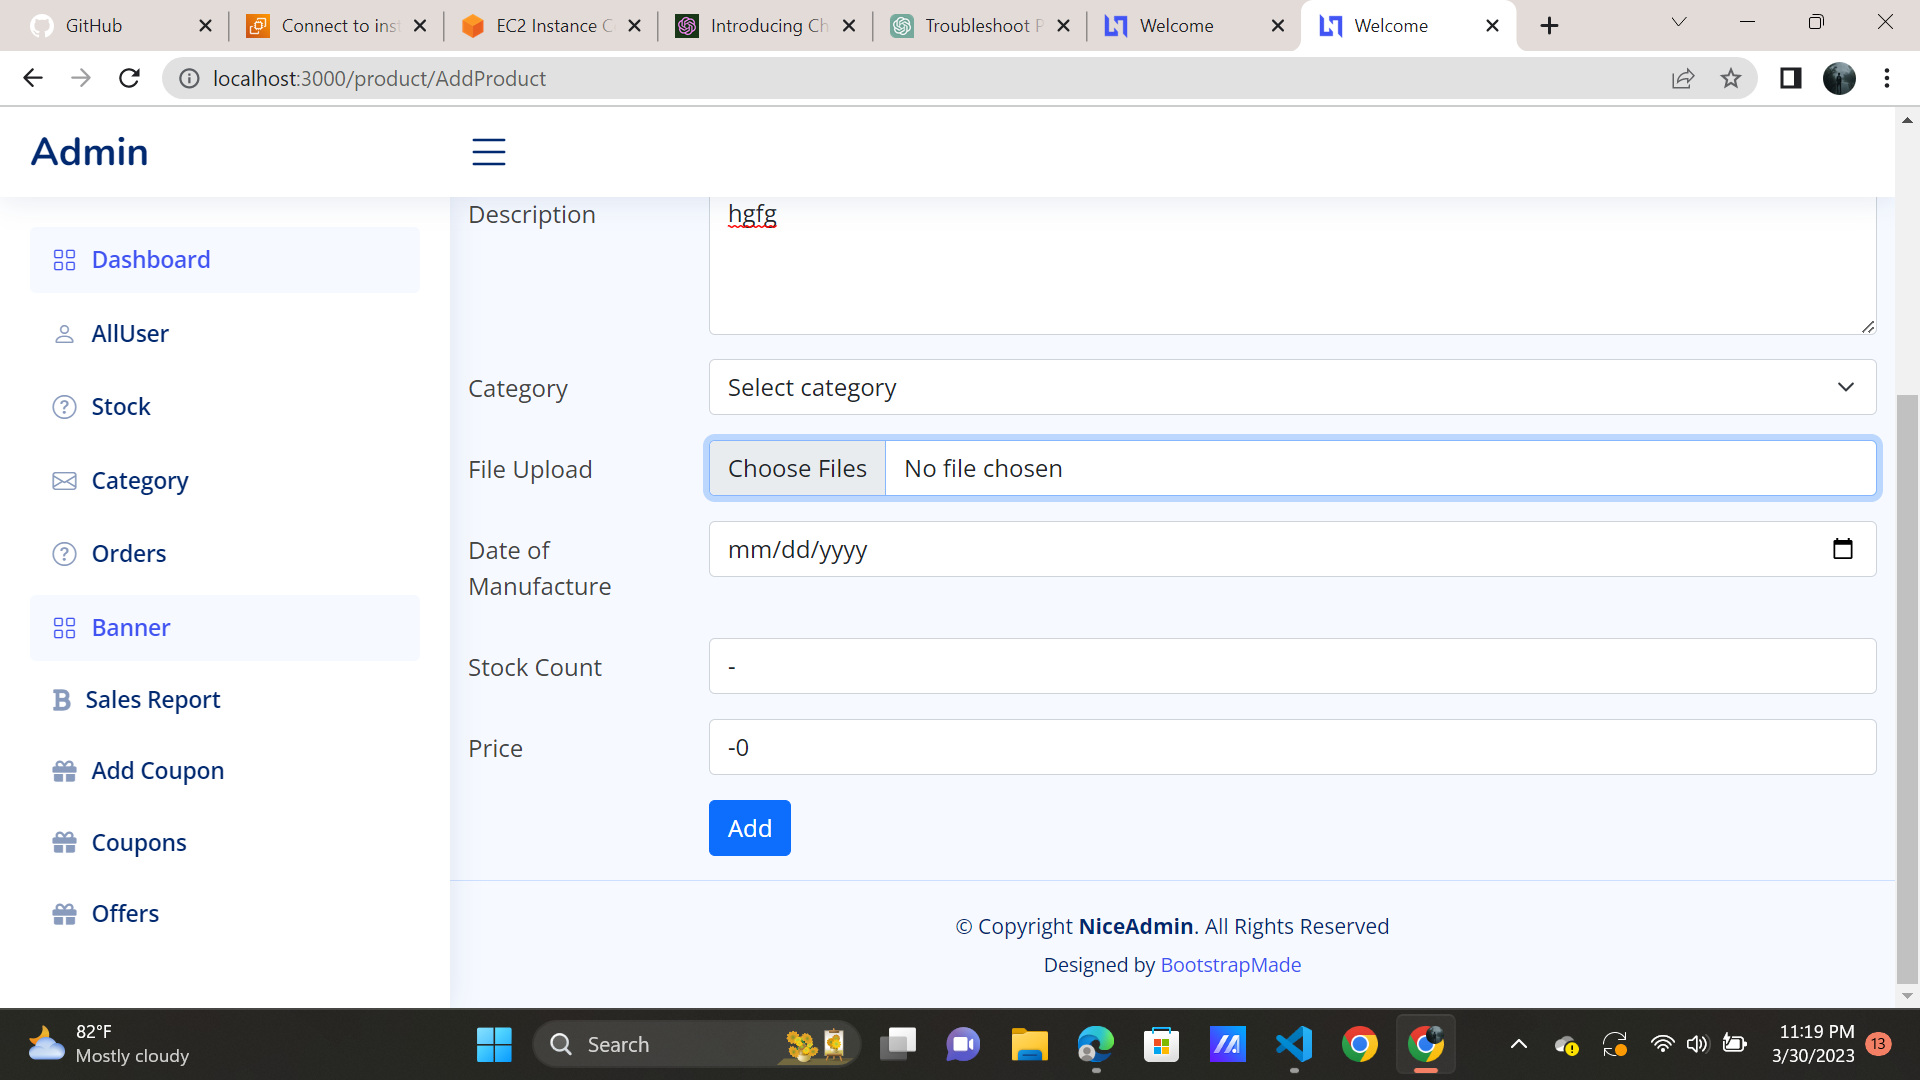 GitHub
Connect to inst
EC2 Instance C
Introducing Ch
Troubleshoot P
Welcome
Welcome
localhost:3000/product/AddProduct
Admin
Dashboard
AllUser
Stock
Category
Orders
Banner
Sales Report
Add Coupon
Coupons
Offers
Description
hgfg
Category
Select category
File Upload
Choose Files
No file chosen
Date of
Manufacture
mm/dd/yyyy
Stock Count
-
Price
-0
Add
© Copyright NiceAdmin. All Rights Reserved
Designed by BootstrapMade
82°F
Mostly cloudy
Search
11:19 PM
3/30/2023
13